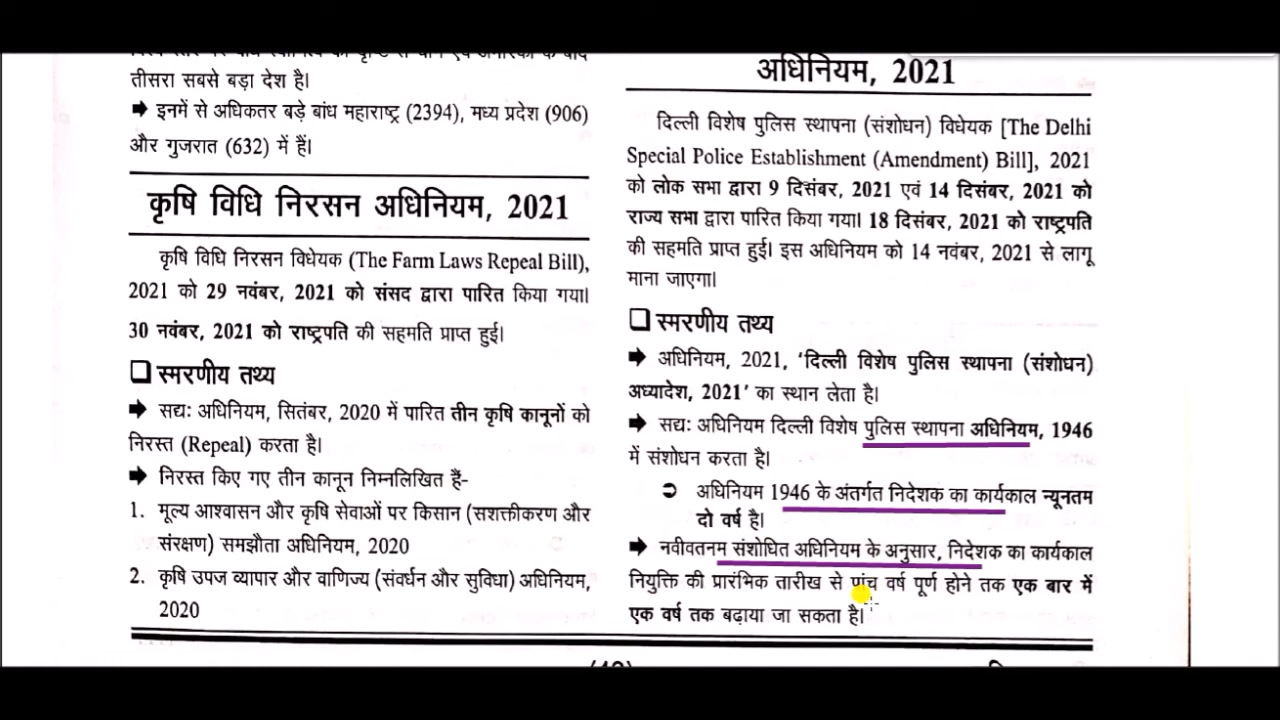 तीसरा सबसे बड़ा देश है।
➡ इनमें से अधिकतर बड़े बांध महाराष्ट्र (2394), मध्य प्रदेश (906)
और गुजरात (632) में हैं।
कृषि विधि निरसन अधिनियम, 2021
कृषि विधि निरसन विधेयक (The Farm Laws Repeal Bill),
2021 को 29 नवंबर, 2021 को संसद द्वारा पारित किया गया।
30 नवंबर, 2021 को राष्ट्रपति की सहमति प्राप्त हुई।
❑ स्मरणीय तथ्य
➡ सद्यः अधिनियम, सितंबर, 2020 में पारित तीन कृषि कानूनों को
निरस्त (Repeal) करता है।
➡ निरस्त किए गए तीन कानून निम्नलिखित हैं-
1. मूल्य आश्वासन और कृषि सेवाओं पर किसान (सशक्तीकरण और
संरक्षण) समझौता अधिनियम, 2020
2. कृषि उपज व्यापार और वाणिज्य (संवर्धन और सुविधा) अधिनियम,
2020
अधिनियम, 2021
दिल्ली विशेष पुलिस स्थापना (संशोधन) विधेयक [The Delhi
Special Police Establishment (Amendment) Bill], 2021
को लोक सभा द्वारा 9 दिसंबर, 2021 एवं 14 दिसंबर, 2021 को
राज्य सभा द्वारा पारित किया गया। 18 दिसंबर, 2021 को राष्ट्रपति
की सहमति प्राप्त हुई। इस अधिनियम को 14 नवंबर, 2021 से लागू
माना जाएगा।
❑ स्मरणीय तथ्य
➡ अधिनियम, 2021, 'दिल्ली विशेष पुलिस स्थापना (संशोधन)
अध्यादेश, 2021' का स्थान लेता है।
➡ सद्यः अधिनियम दिल्ली विशेष पुलिस स्थापना अधिनियम, 1946
में संशोधन करता है।
➲ अधिनियम 1946 के अंतर्गत निदेशक का कार्यकाल न्यूनतम
दो वर्ष है।
➡ नवीवतनम संशोधित अधिनियम के अनुसार, निदेशक का कार्यकाल
नियुक्ति की प्रारंभिक तारीख से पांच वर्ष पूर्ण होने तक एक बार में
एक वर्ष तक बढ़ाया जा सकता है।